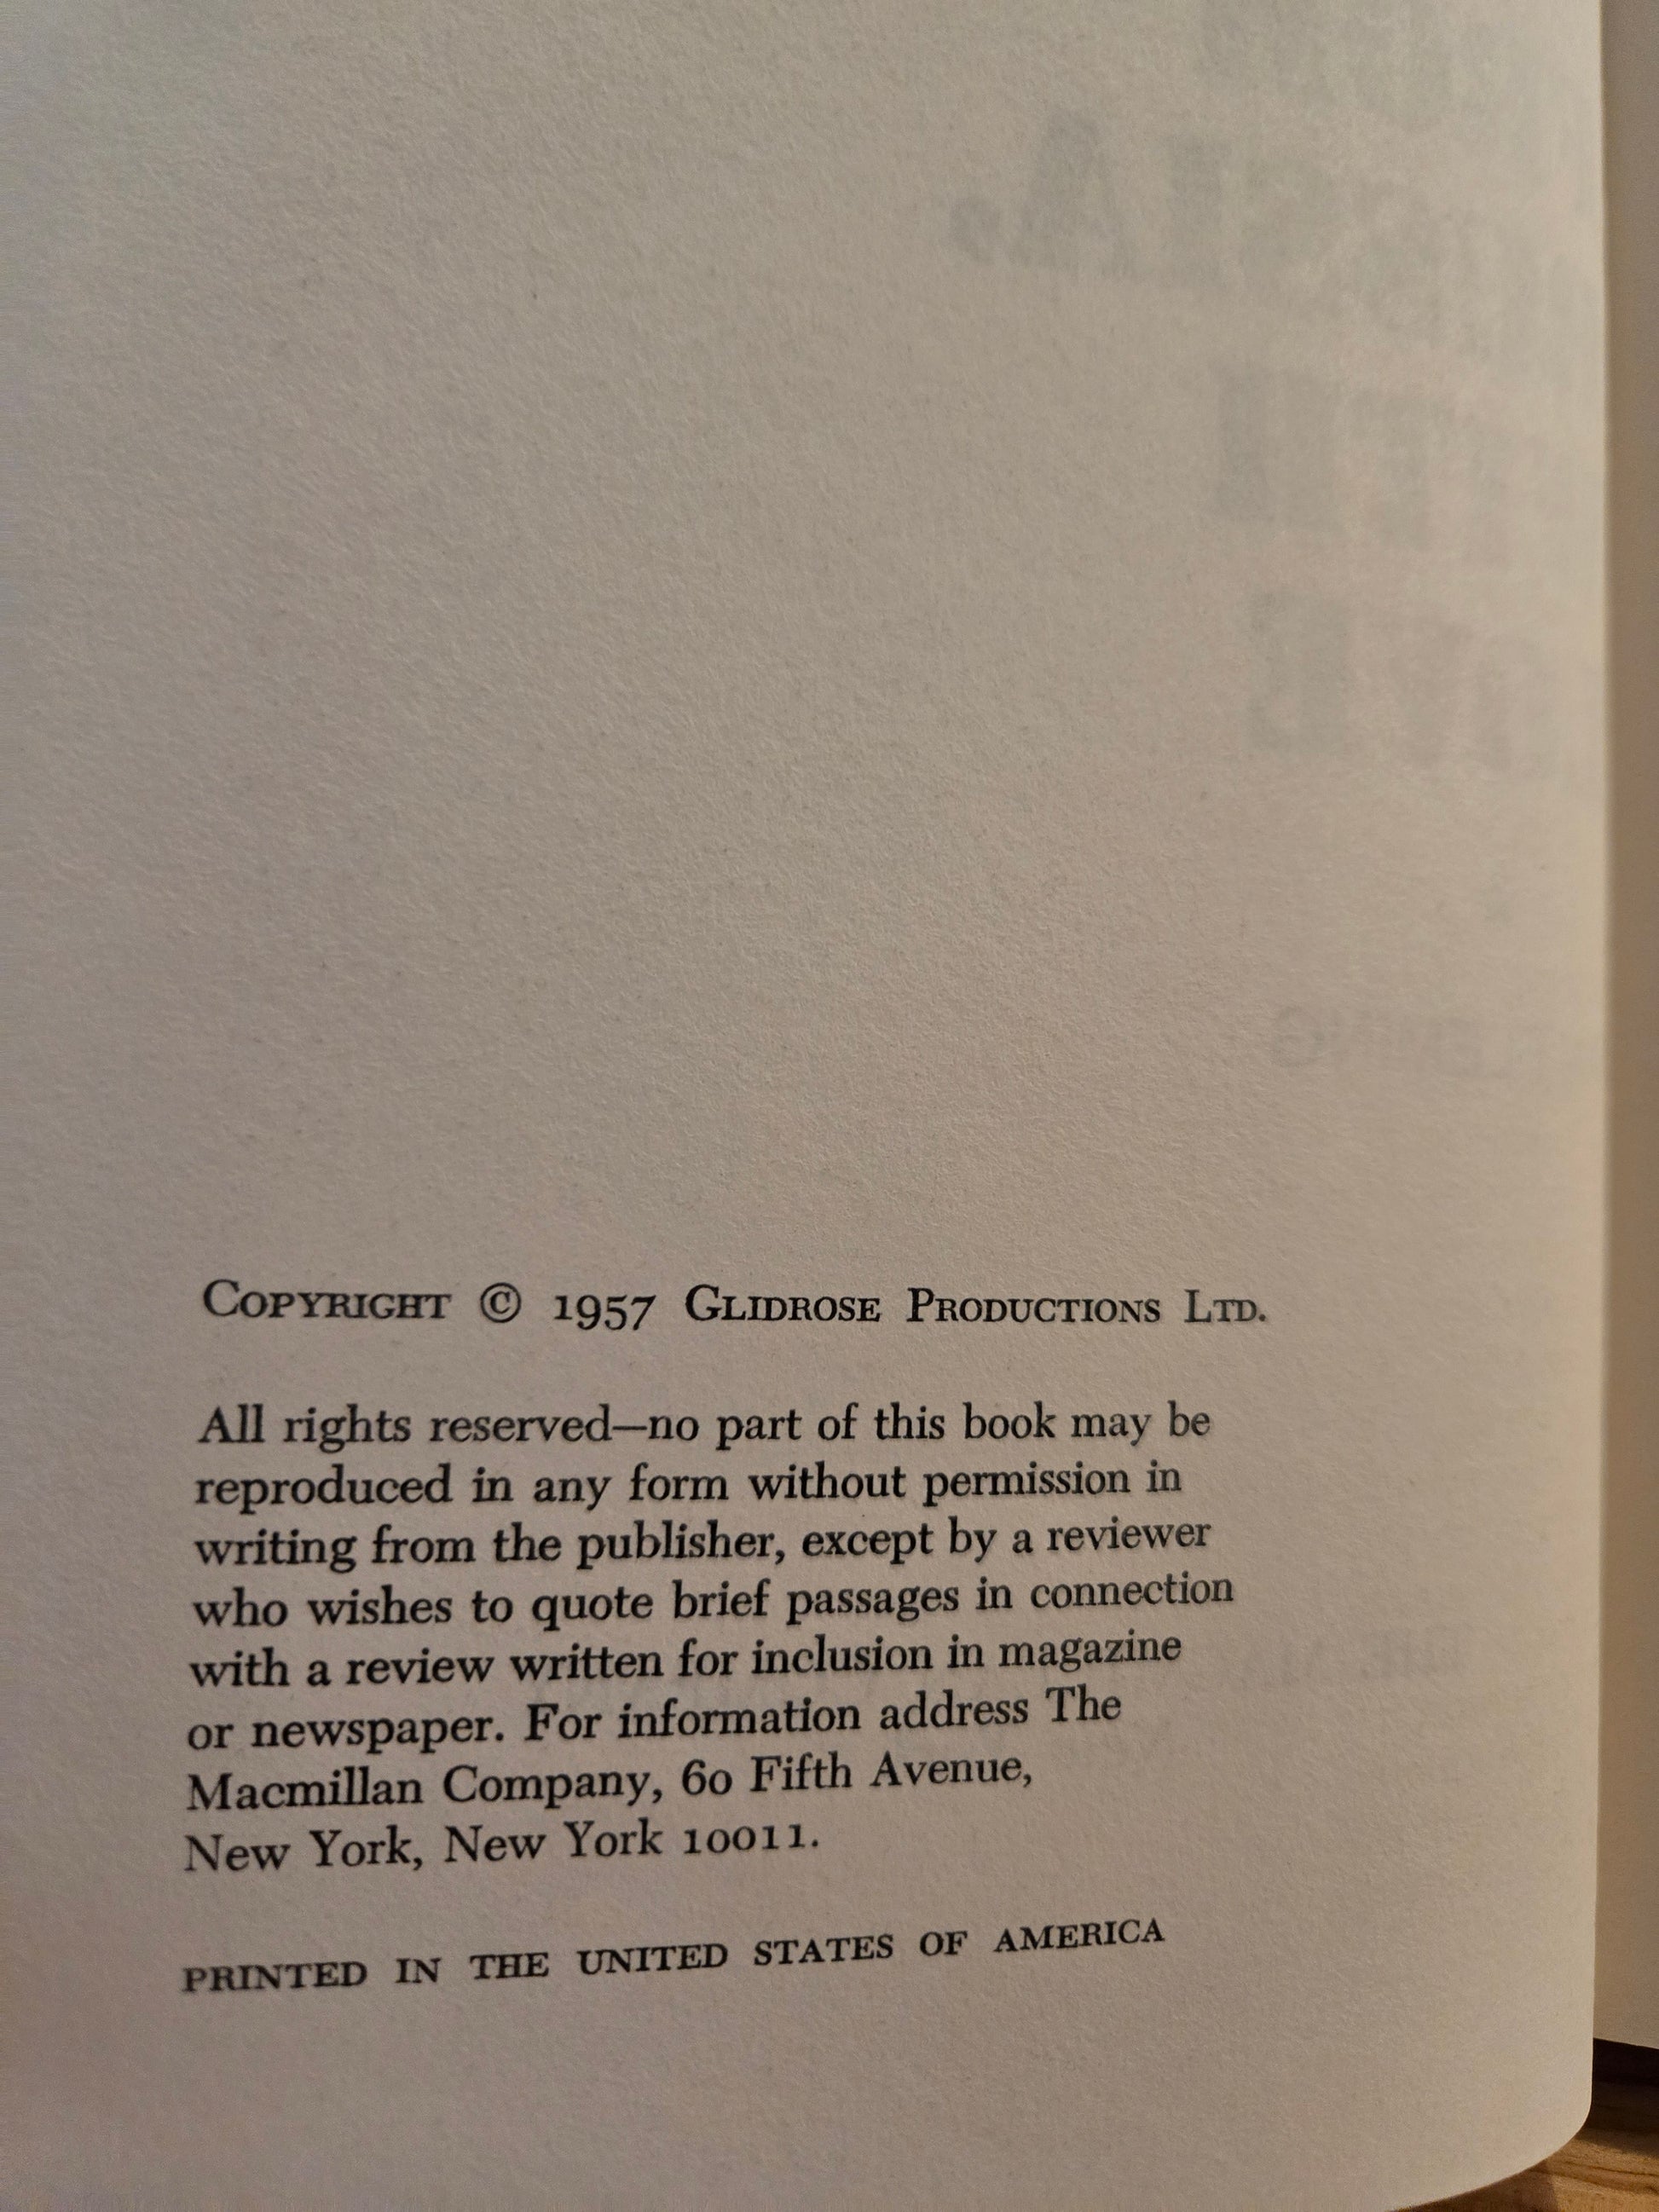 COPYRIGHT © 1957 GLIDROSE PRODUCTIONS LTD.
All rights reserved—no part of this book may be
reproduced in any form without permission in
writing from the publisher, except by a reviewer
who wishes to quote brief passages in connection
with a review written for inclusion in magazine
or newspaper. For information address The
Macmillan Company, 60 Fifth Avenue,
New York, New York 10011.
PRINTED IN THE UNITED STATES OF AMERICA